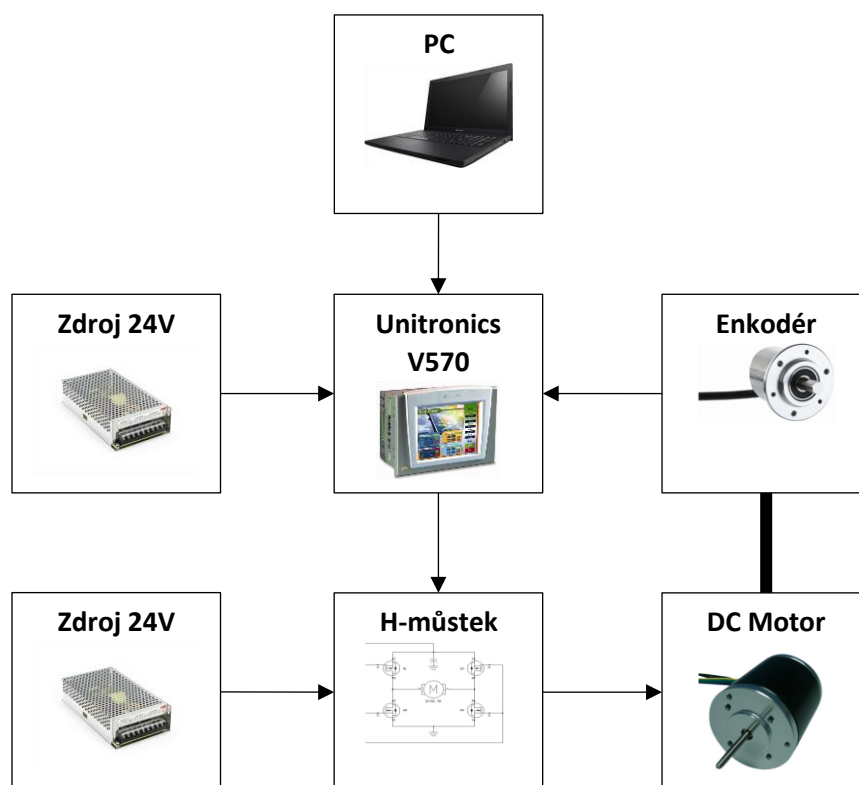 PC
Zdroj 24V
Unitronics
V570
Enkodér
Zdroj 24V
H-můstek
DC Motor
M